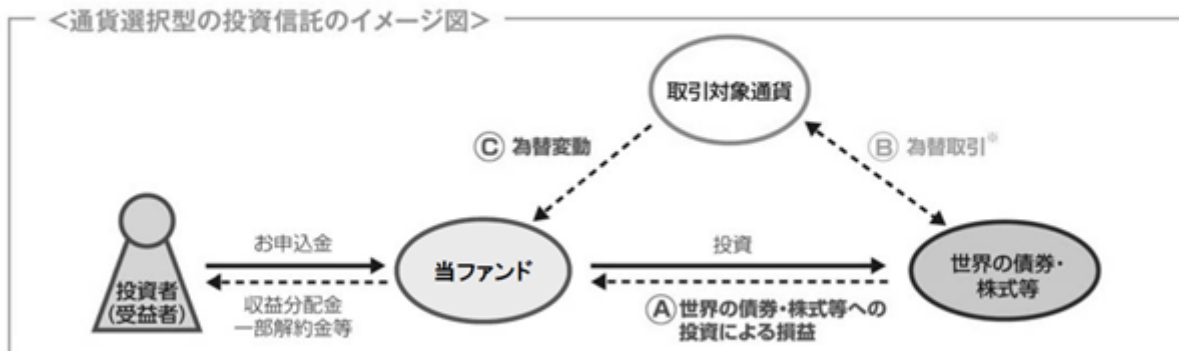 <通貨選択型の投資信託のイメージ図>
取引対象通貨
Ⓒ 為替変動
Ⓑ 為替取引※
お申込金
投資
投資者
(受益者)
当ファンド
世界の債券・
株式等
収益分配金
一部解約金等
Ⓐ 世界の債券・株式等への
投資による損益